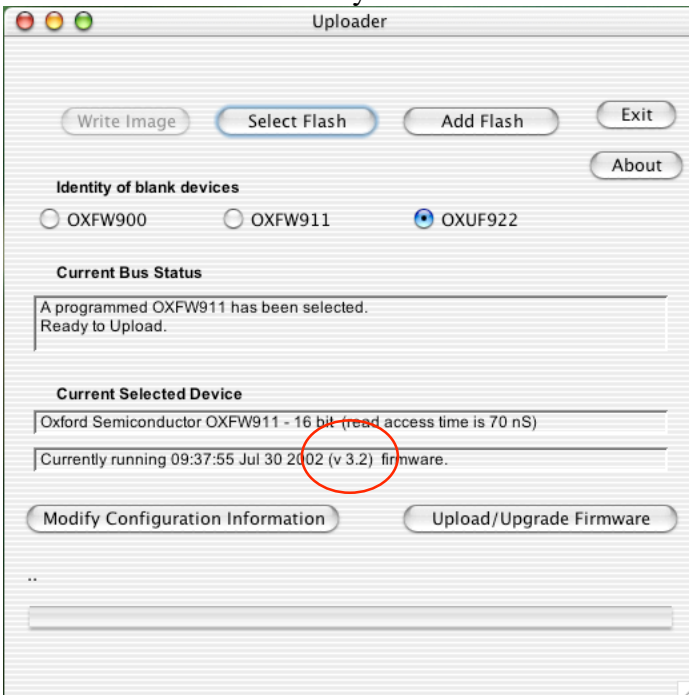 Uploader
Write Image Select Flash Add Flash Exit
About
Identity of blank devices
OXFW900 OXFW911 OXUF922
Current Bus Status
A programmed OXFW911 has been selected.
Ready to Upload.
Current Selected Device
Oxford Semiconductor OXFW911 - 16 bit (read access time is 70 nS)
Currently running 09:37:55 Jul 30 2002 (v 3.2) firmware.
Modify Configuration Information Upload/Upgrade Firmware
..